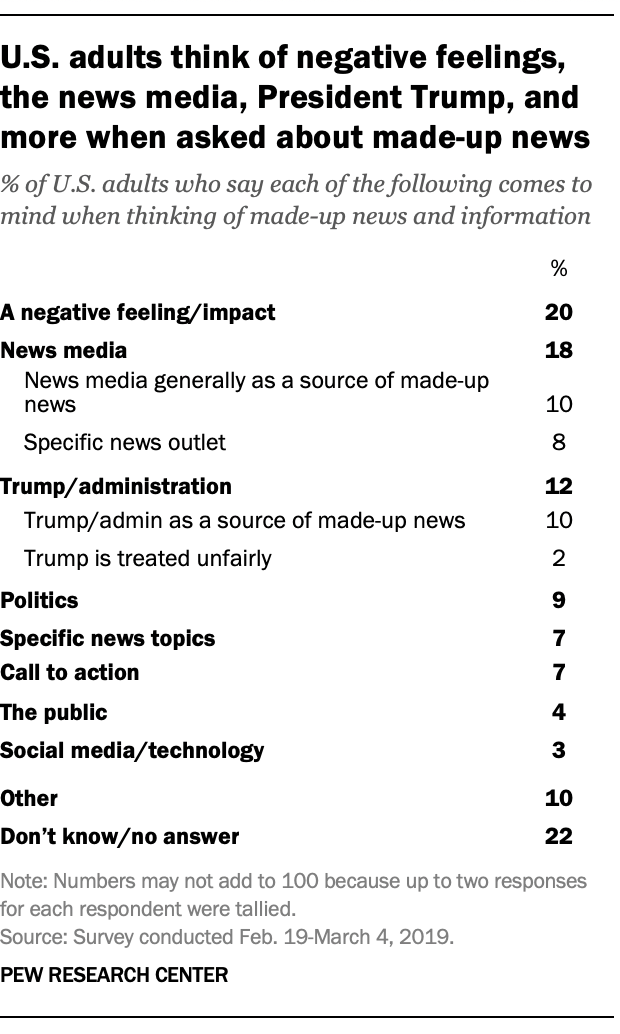 U.S. adults think of negative feelings,
the news media, President Trump, and
more when asked about made-up news
% of U.S. adults who say each of the following comes to
mind when thinking of made-up news and information
%
A negative feeling/impact 20
News media 18
News media generally as a source of made-up
news 10
Specific news outlet 8
Trump/administration 12
Trump/admin as a source of made-up news 10
Trump is treated unfairly 2
Politics 9
Specific news topics 7
Call to action 7
The public 4
Social media/technology 3
Other 10
Don’t know/no answer 22
Note: Numbers may not add to 100 because up to two responses
for each respondent were tallied.
Source: Survey conducted Feb. 19-March 4, 2019.
PEW RESEARCH CENTER